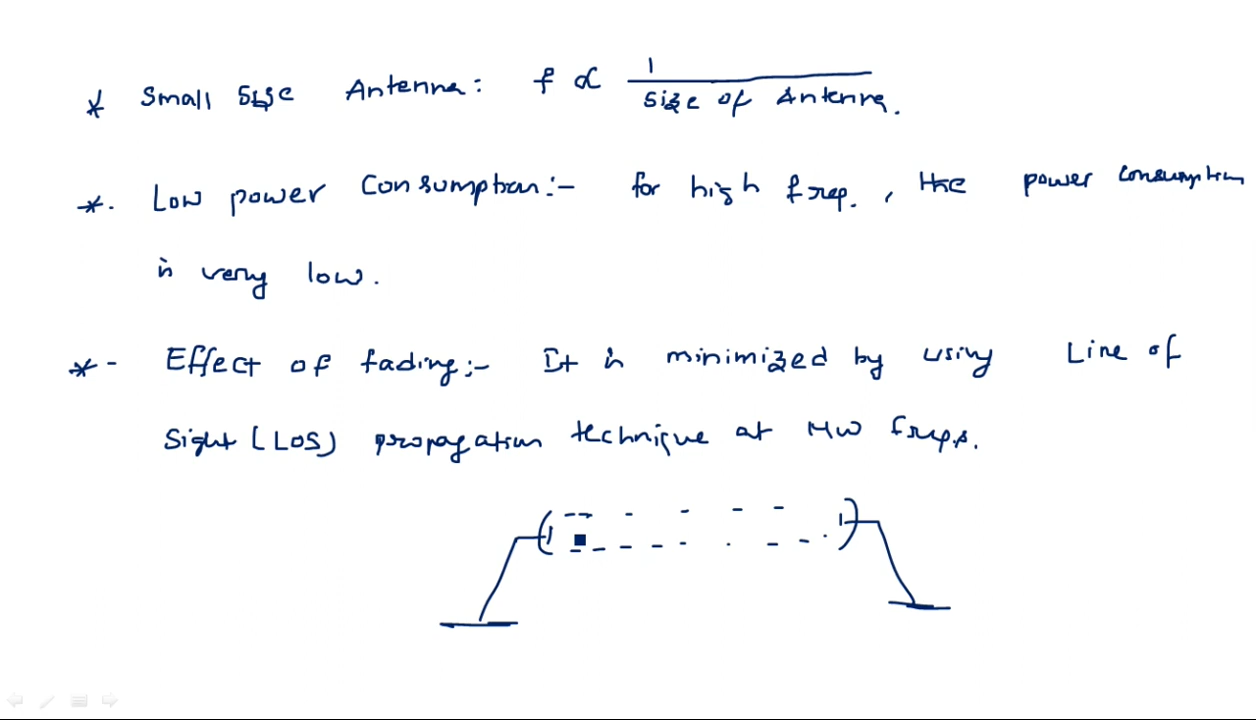 * Small Size Antenna: f ∝ 1 / size of Antenna.
*. Low power Consumption:- for high freq., the power consumption
is very low.
*- Effect of fading:- It is minimized by using Line of
Sight (LOS) propagation technique at MW freqs.